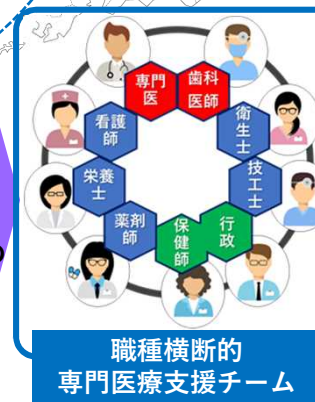 専門
医
歯科
医師
衛生士
技工士
行政
保健師
薬剤
師
栄養
士
看護
師
職種横断的
専門医療支援チーム